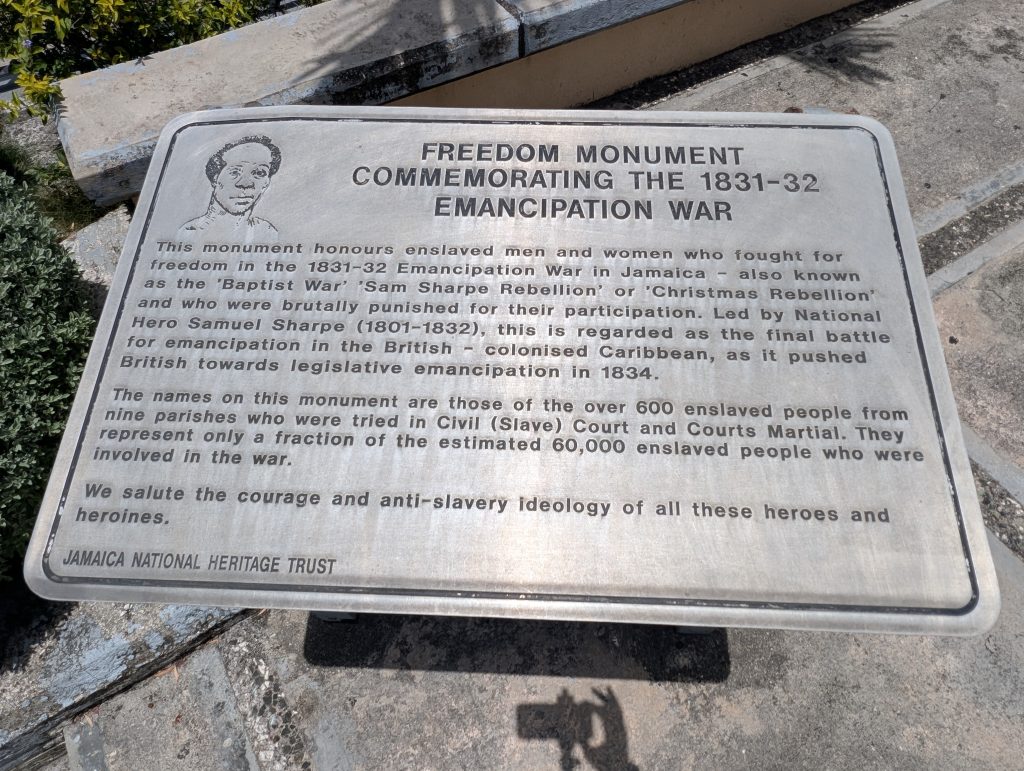 FREEDOM MONUMENT
COMMEMORATING THE 1831-32
EMANCIPATION WAR
This monument honours enslaved men and women who fought for
freedom in the 1831-32 Emancipation War in Jamaica - also known
as the 'Baptist War' 'Sam Sharpe Rebellion' or 'Christmas Rebellion'
and who were brutally punished for their participation. Led by National
Hero Samuel Sharpe (1801-1832), this is regarded as the final battle
for emancipation in the British - colonised Caribbean, as it pushed
British towards legislative emancipation in 1834.
The names on this monument are those of the over 600 enslaved people from
nine parishes who were tried in Civil (Slave) Court and Courts Martial. They
represent only a fraction of the estimated 60,000 enslaved people who were
involved in the war.
We salute the courage and anti-slavery ideology of all these heroes and
heroines.
JAMAICA NATIONAL HERITAGE TRUST